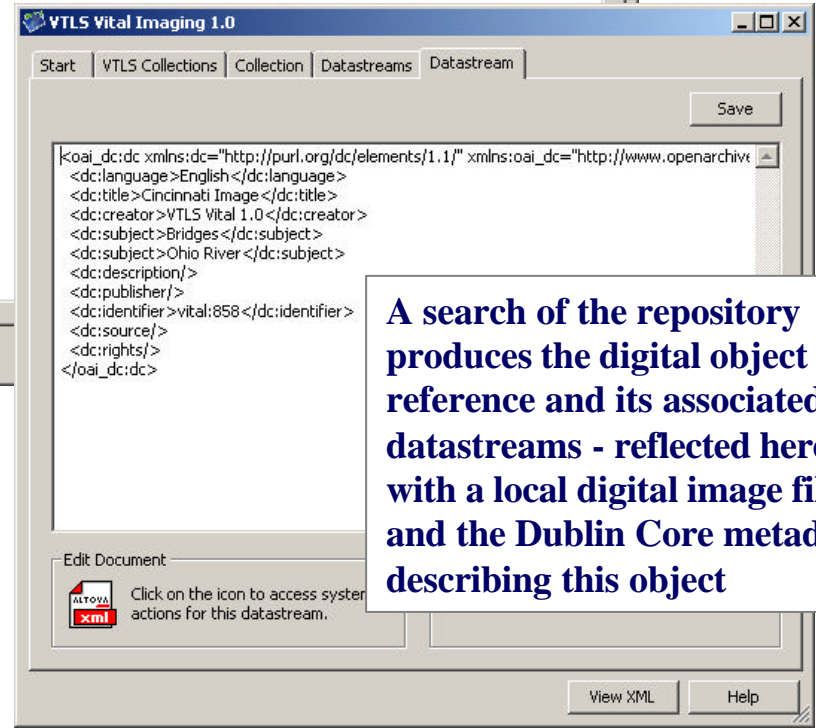 VTLS Vital Imaging 1.0
Start VTLS Collections Collection Datastreams Datastream
Save
<oai_dc:dc xmlns:dc="http://purl.org/dc/elements/1.1/" xmlns:oai_dc="http://www.openarchive
<dc:language>English</dc:language>
<dc:title>Cincinnati Image</dc:title>
<dc:creator>VTLS Vital 1.0</dc:creator>
<dc:subject>Bridges</dc:subject>
<dc:subject>Ohio River</dc:subject>
<dc:description/>
<dc:publisher/>
<dc:identifier>vital:858</dc:identifier>
<dc:source/>
<dc:rights/>
</oai_dc:dc>
A search of the repository
produces the digital object
reference and its associated
datastreams - reflected her
with a local digital image fi
and the Dublin Core metad
describing this object
Edit Document
ALTOVA
xml
Click on the icon to access syster
actions for this datastream.
View XML Help